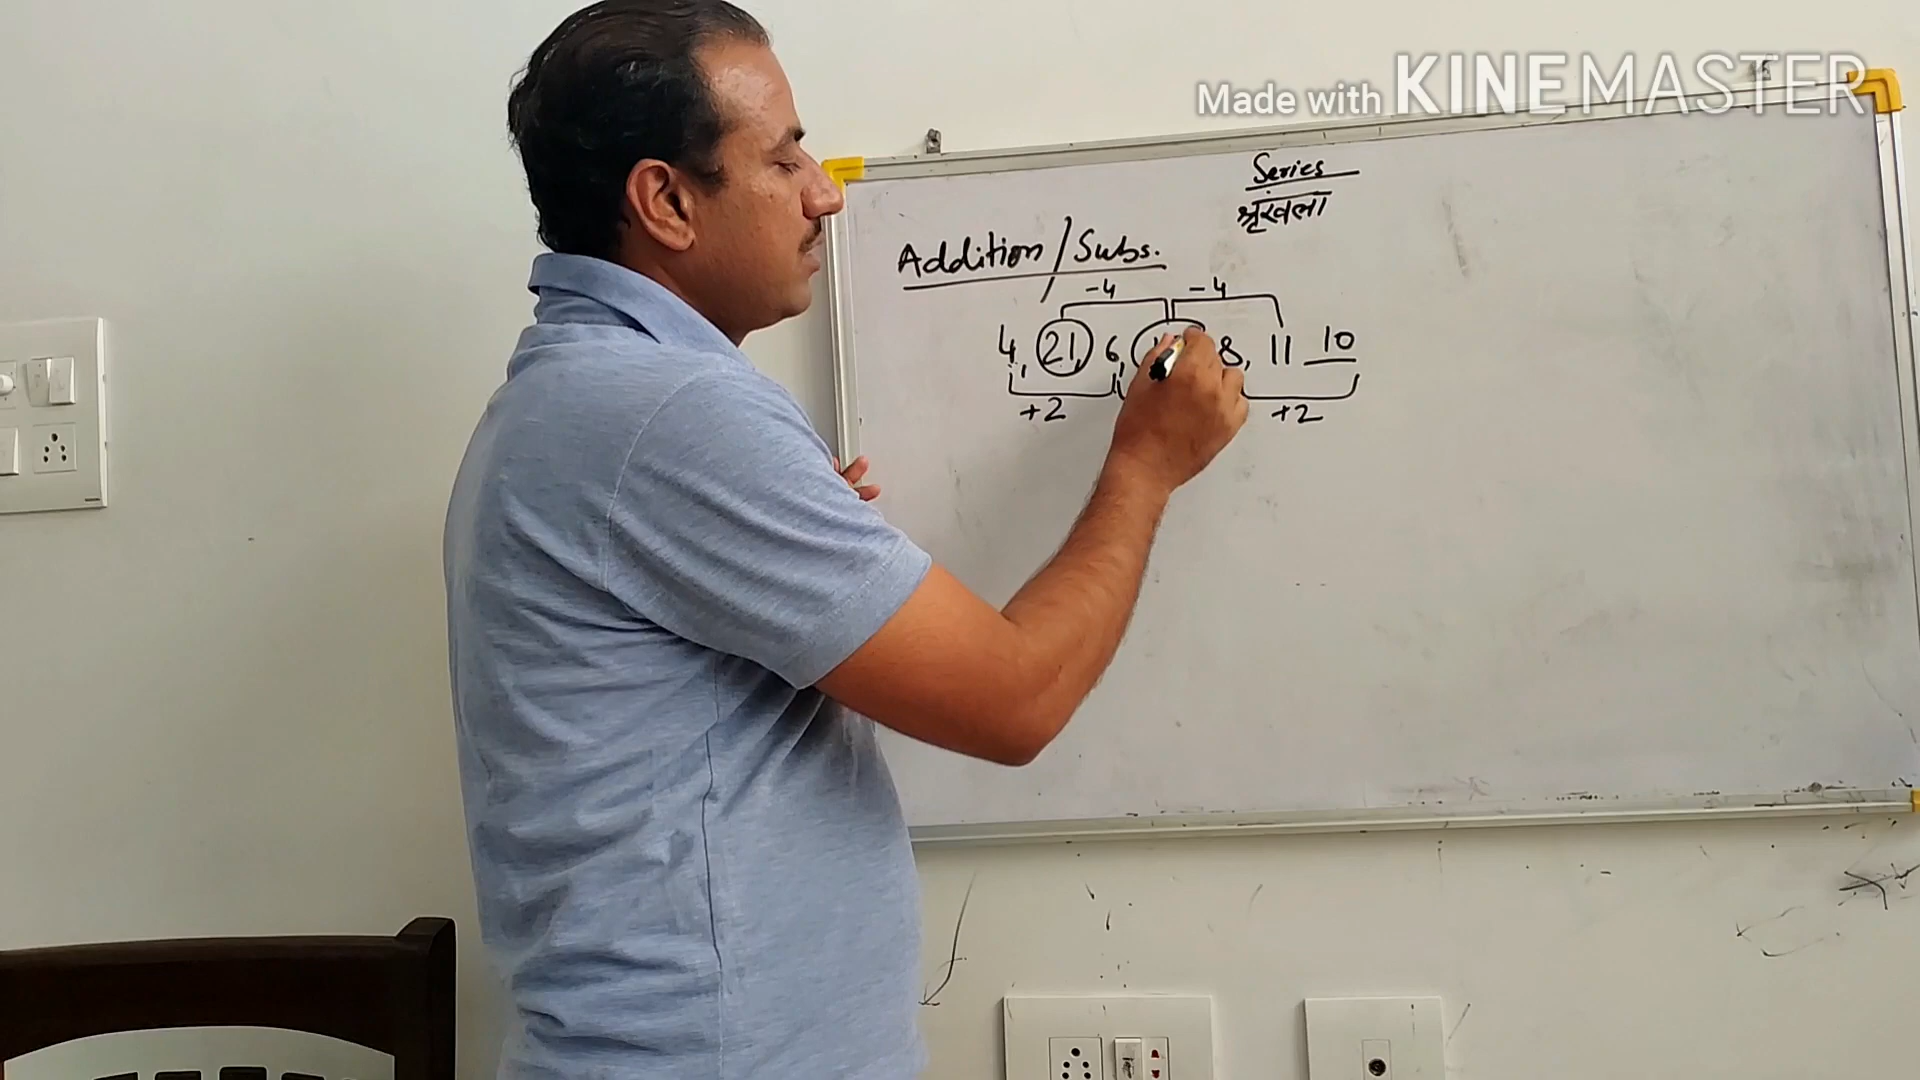 Made with KINEMASTER
Series
श्रृंखला
Addition/Subs.
-4 -4
4, 21, 6, 8, 11 10
+2 +2